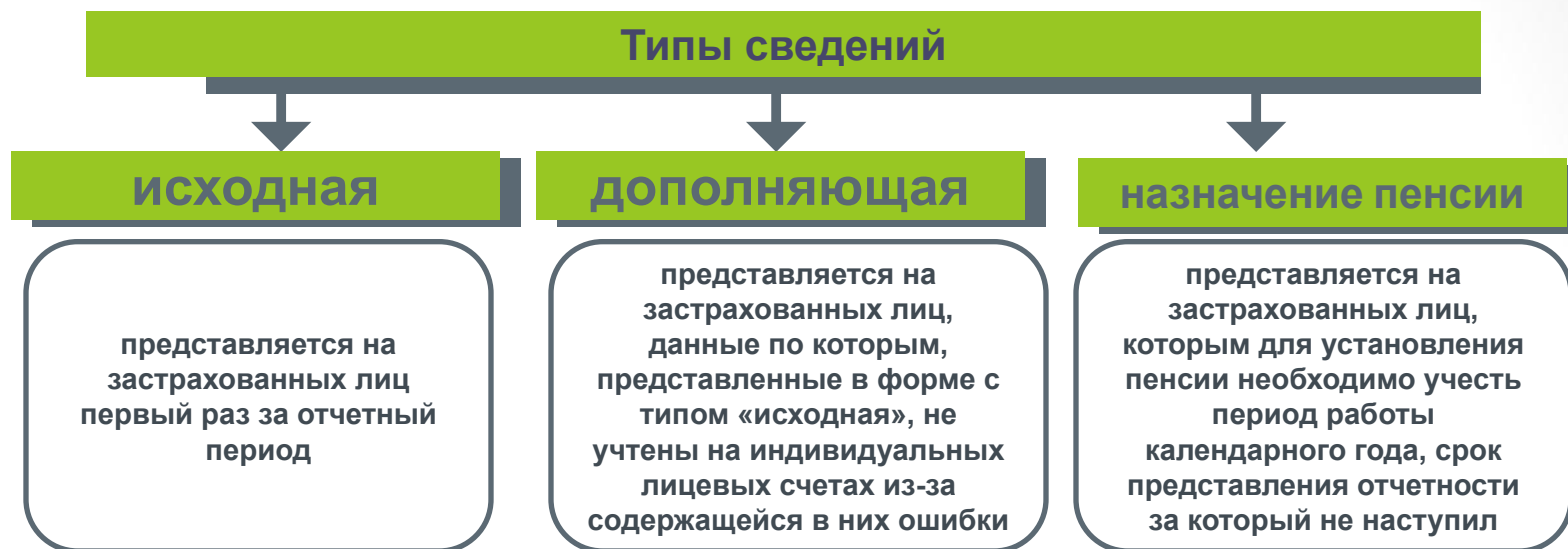 Типы сведений
исходная
представляется на
застрахованных лиц
первый раз за отчетный
период
дополняющая
представляется на
застрахованных лиц,
данные по которым,
представленные в форме с
типом «исходная», не
учтены на индивидуальных
лицевых счетах из-за
содержащейся в них ошибки
назначение пенсии
представляется на
застрахованных лиц,
которым для установления
пенсии необходимо учесть
период работы
календарного года, срок
представления отчетности
за который не наступил